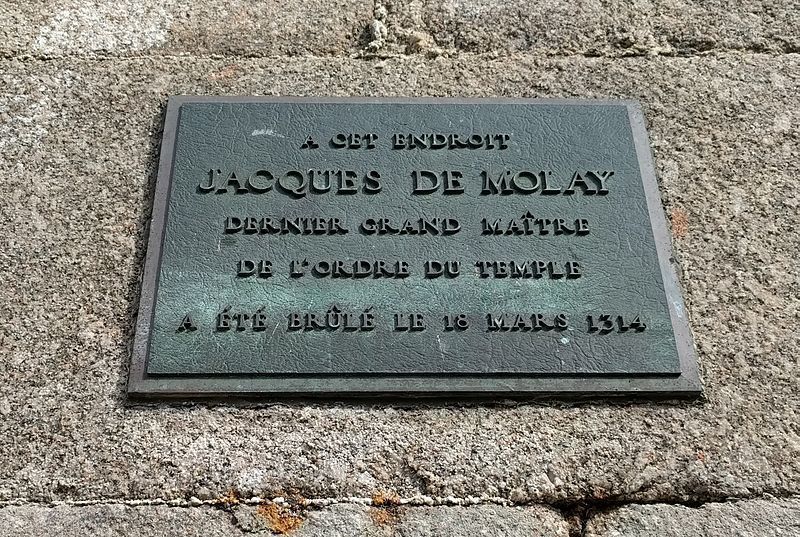 A CET ENDROIT
JACQUES DE MOLAY
DERNIER GRAND MAÎTRE
DE L'ORDRE DU TEMPLE
A ÉTÉ BRÛLÉ LE 18 MARS 1314